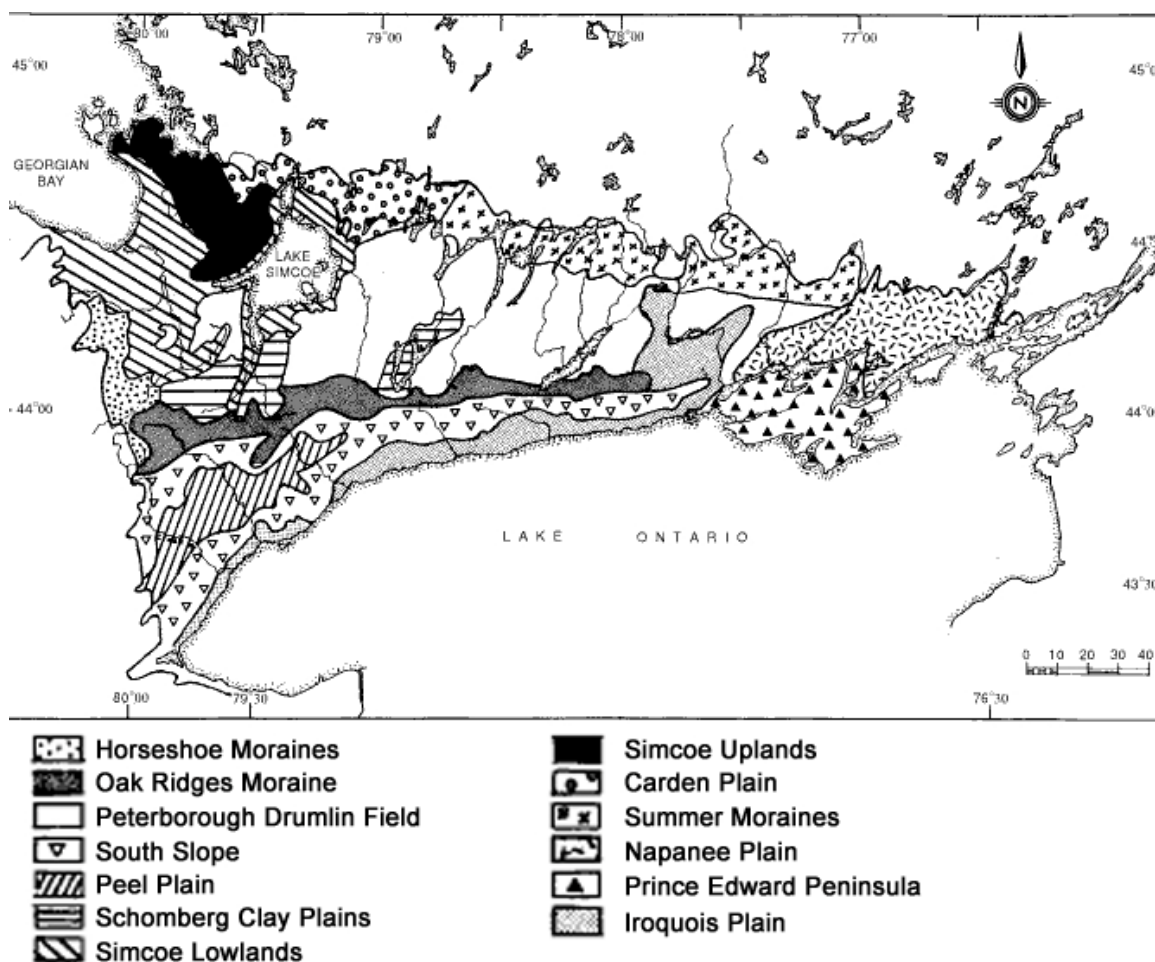 80°00 79°00 78°00 77°00
45°00 45°0
N
GEORGIAN
BAY
LAKE
SIMCOE
44°
44°00 44°00
LAKE ONTARIO
43°30
0 10 20 30 40
80°00 79°30 76°30
Horseshoe Moraines
Oak Ridges Moraine
Peterborough Drumlin Field
South Slope
Peel Plain
Schomberg Clay Plains
Simcoe Lowlands
Simcoe Uplands
Carden Plain
Summer Moraines
Napanee Plain
Prince Edward Peninsula
Iroquois Plain